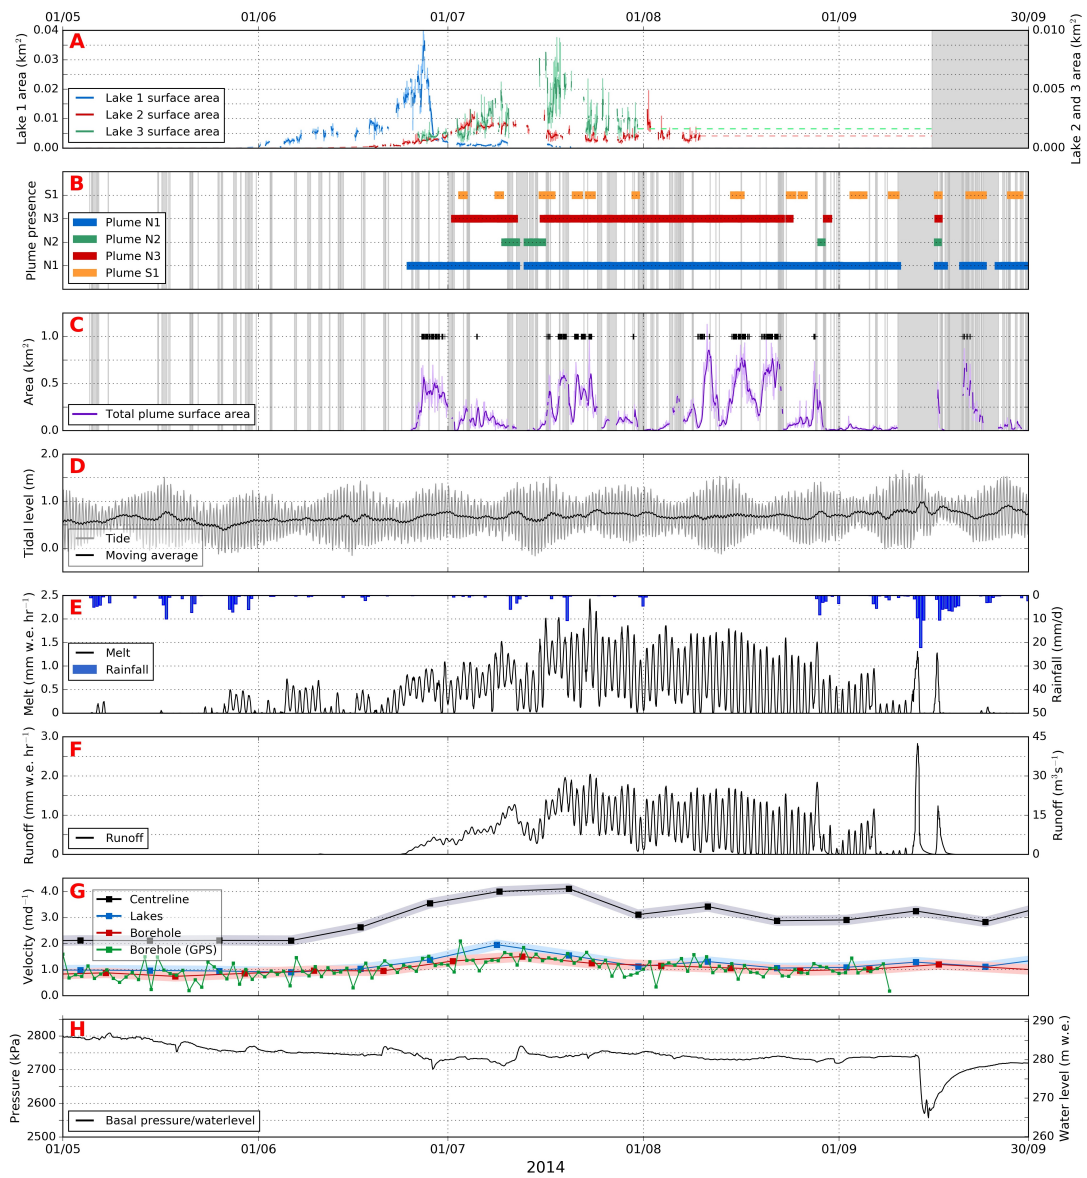 01/05 01/06 01/07 01/08 01/09 30/09
A
0.04
0.03
0.02
0.01
0.00
Lake 1 area (km²)
Lake 1 surface area
Lake 2 surface area
Lake 3 surface area
0.010
0.005
0.000
Lake 2 and 3 area (km²)
B
S1
N3
N2
N1
Plume presence
Plume N1
Plume N2
Plume N3
Plume S1
C
1.0
0.5
0.0
Area (km²)
Total plume surface area
D
2.0
1.0
0.0
Tidal level (m)
Tide
Moving average
E
2.5
2.0
1.5
1.0
0.5
0
Melt (mm w.e. hr⁻¹)
Melt
Rainfall
0
10
20
30
40
50
Rainfall (mm/d)
F
3.0
2.0
1.0
0
Runoff (mm w.e. hr⁻¹)
Runoff
45
30
15
0
Runoff (m³s⁻¹)
G
4.0
3.0
2.0
1.0
0.0
Velocity (md⁻¹)
Centreline
Lakes
Borehole
Borehole (GPS)
H
2800
2700
2600
2500
Pressure (kPa)
Basal pressure/waterlevel
290
280
270
260
Water level (m w.e.)
01/05 01/06 01/07 01/08 01/09 30/09
2014